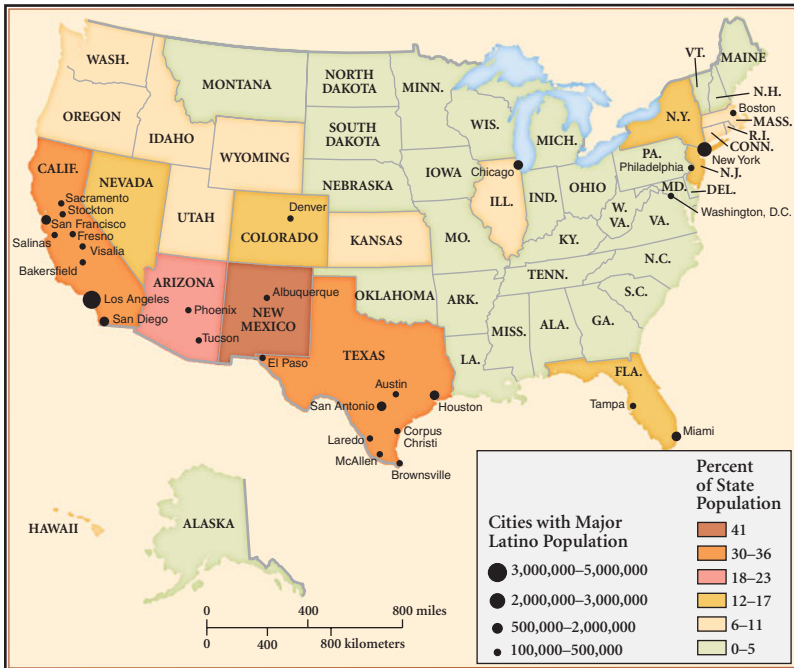 WASH.
OREGON
IDAHO
MONTANA
NORTH
DAKOTA
SOUTH
DAKOTA
MINN.
WIS.
MICH.
WYOMING
NEBRASKA
IOWA
CALIF.
NEVADA
UTAH
COLORADO
Denver
KANSAS
MO.
ILL.
Chicago
IND.
OHIO
KY.
W.
VA.
VA.
PA.
Philadelphia
MD.
DEL.
Washington, D.C.
N.Y.
New York
N.J.
CONN.
R.I.
MASS.
Boston
N.H.
VT.
MAINE
Sacramento
Stockton
San Francisco
Salinas
Fresno
Visalia
Bakersfield
Los Angeles
San Diego
ARIZONA
Phoenix
Tucson
Albuquerque
NEW
MEXICO
El Paso
TEXAS
Austin
San Antonio
Houston
Laredo
Corpus
Christi
McAllen
Brownsville
OKLAHOMA
ARK.
LA.
MISS.
ALA.
GA.
TENN.
N.C.
S.C.
FLA.
Tampa
Miami
HAWAII
ALASKA
0 400 800 miles
0 400 800 kilometers
Cities with Major
Latino Population
3,000,000–5,000,000
2,000,000–3,000,000
500,000–2,000,000
100,000–500,000
Percent
of State
Population
41
30–36
18–23
12–17
6–11
0–5